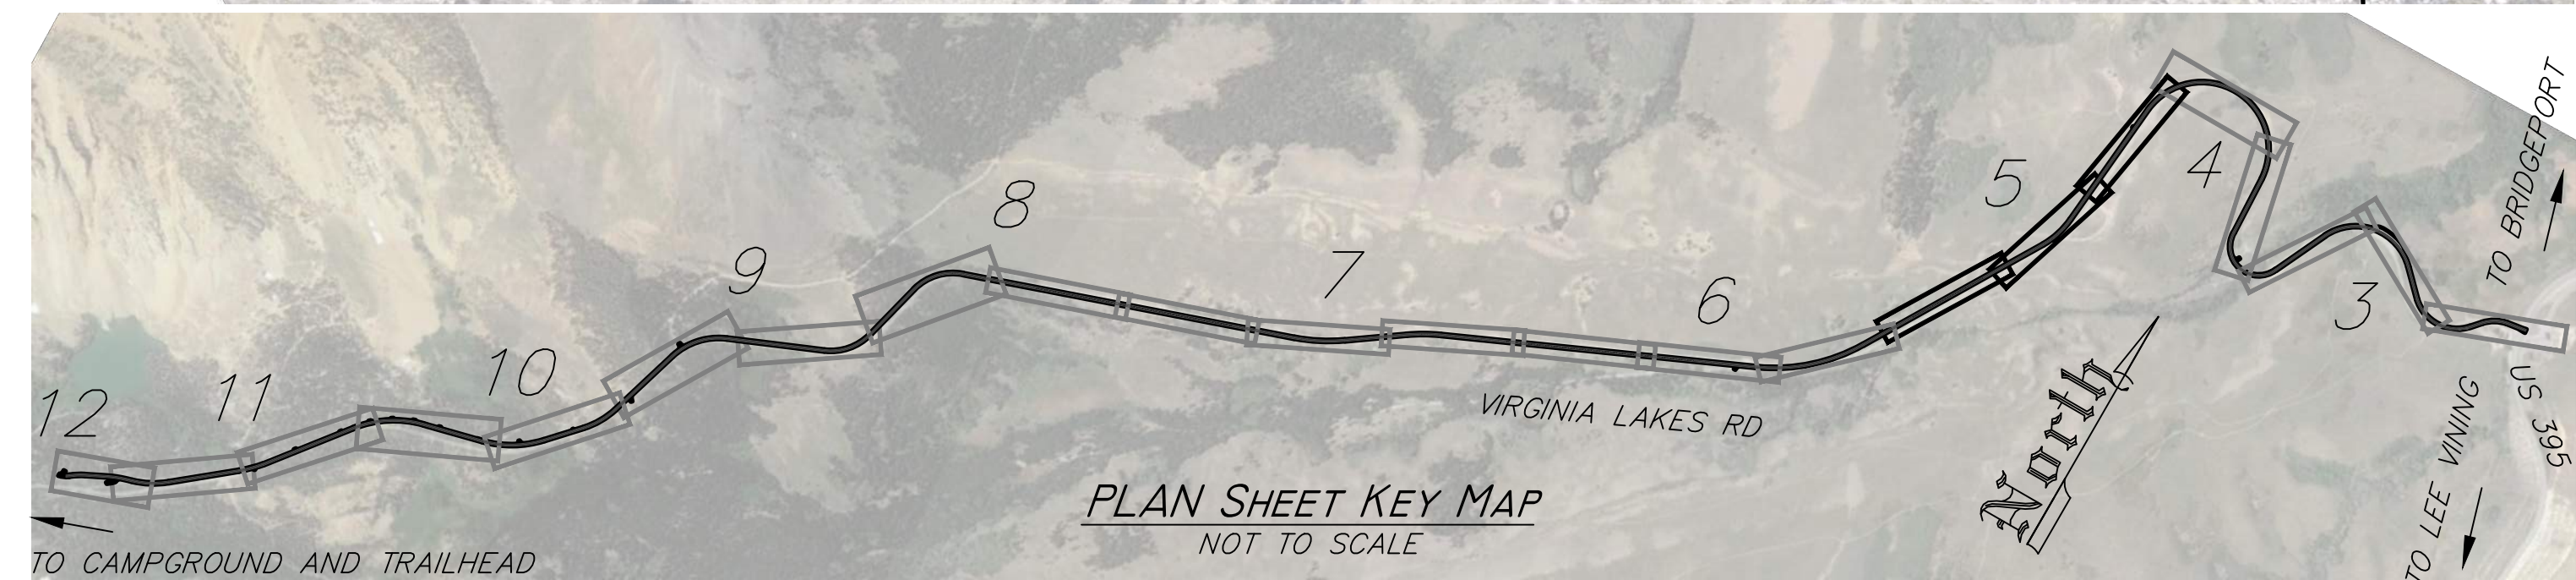 TO BRIDGEPORT
8
5
4
9
7
6
3
10
11
12
VIRGINIA LAKES RD
North
US 395
TO LEE VINING
PLAN SHEET KEY MAP
NOT TO SCALE
TO CAMPGROUND AND TRAILHEAD